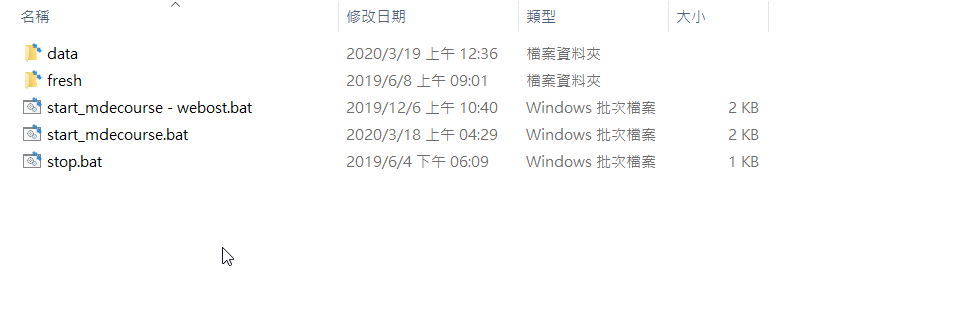 名稱 修改日期 類型 大小
data 2020/3/19 上午 12:36 檔案資料夾
fresh 2019/6/8 上午 09:01 檔案資料夾
start_mdecourse - webost.bat 2019/12/6 上午 10:40 Windows 批次檔案 2 KB
start_mdecourse.bat 2020/3/18 上午 04:29 Windows 批次檔案 2 KB
stop.bat 2019/6/4 下午 06:09 Windows 批次檔案 1 KB